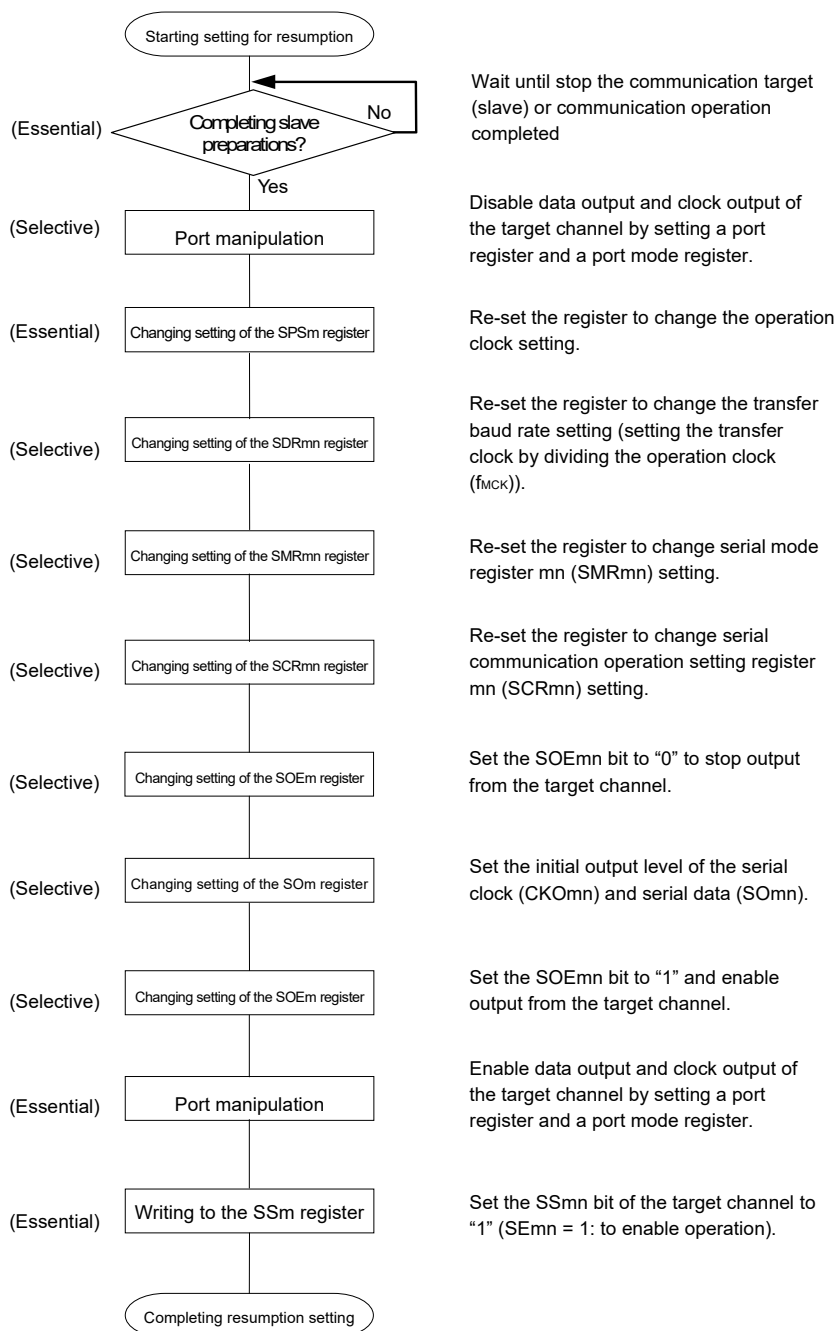 Starting setting for resumption
(Essential)
Completing slave
preparations?
No
Yes
Wait until stop the communication target
(slave) or communication operation
completed
(Selective)
Port manipulation
Disable data output and clock output of
the target channel by setting a port
register and a port mode register.
(Essential)
Changing setting of the SPSm register
Re-set the register to change the operation
clock setting.
(Selective)
Changing setting of the SDRmn register
Re-set the register to change the transfer
baud rate setting (setting the transfer
clock by dividing the operation clock
(fMCK)).
(Selective)
Changing setting of the SMRmn register
Re-set the register to change serial mode
register mn (SMRmn) setting.
(Selective)
Changing setting of the SCRmn register
Re-set the register to change serial
communication operation setting register
mn (SCRmn) setting.
(Selective)
Changing setting of the SOEm register
Set the SOEmn bit to “0” to stop output
from the target channel.
(Selective)
Changing setting of the SOm register
Set the initial output level of the serial
clock (CKOmn) and serial data (SOmn).
(Selective)
Changing setting of the SOEm register
Set the SOEmn bit to “1” and enable
output from the target channel.
(Essential)
Port manipulation
Enable data output and clock output of
the target channel by setting a port
register and a port mode register.
(Essential)
Writing to the SSm register
Set the SSmn bit of the target channel to
“1” (SEmn = 1: to enable operation).
Completing resumption setting